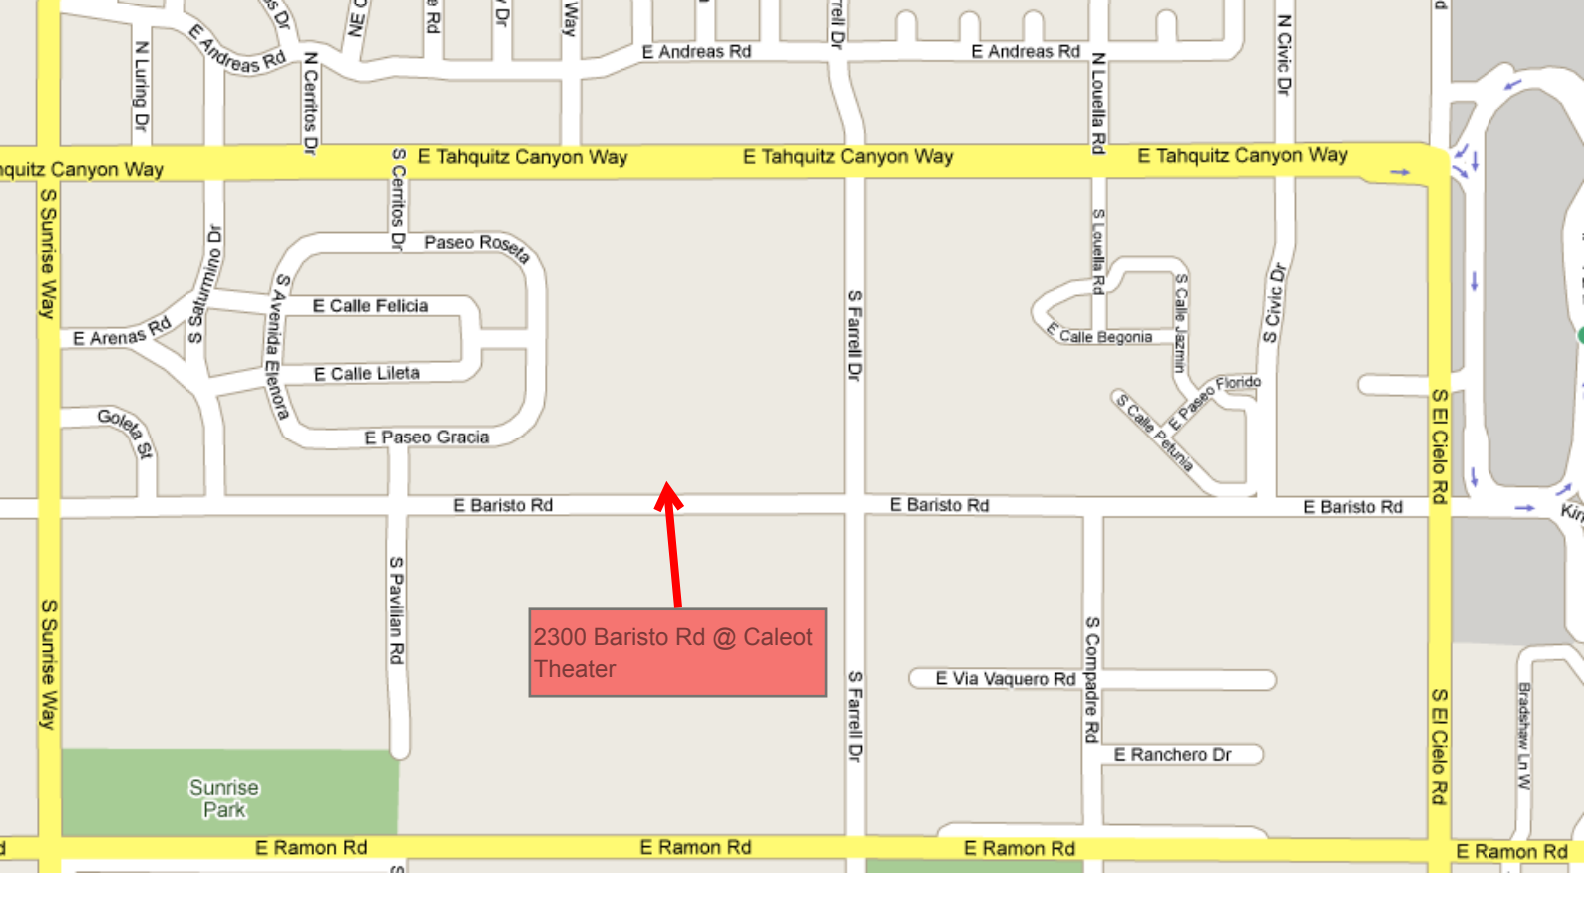 E Andreas Rd
N Luring Dr
N Cerritos Dr
NE C
e Rd
Way
E Andreas Rd
E Andreas Rd
N Louella Rd
N Civic Dr
E Tahquitz Canyon Way
E Tahquitz Canyon Way
E Tahquitz Canyon Way
quitz Canyon Way
S Cerritos Dr
S Sunrise Way
S Saturmino Dr
Paseo Roseta
S Avenida Elenora
E Calle Felicia
E Arenas Rd
E Calle Lileta
Goleta St
E Paseo Gracia
S Farrell Dr
S Louella Rd
S Calle Jazmin
E Calle Begonia
S Civic Dr
E Paseo Florido
S Calle Petunia
S El Cielo Rd
E Baristo Rd
E Baristo Rd
E Baristo Rd
S Pavilian Rd
2300 Baristo Rd @ Caleot
Theater
S Sunrise Way
S Compadre Rd
E Via Vaquero Rd
S Farrell Dr
E Ranchero Dr
S El Cielo Rd
Bradshaw Ln W
Sunrise
Park
E Ramon Rd
E Ramon Rd
E Ramon Rd
E Ramon Rd